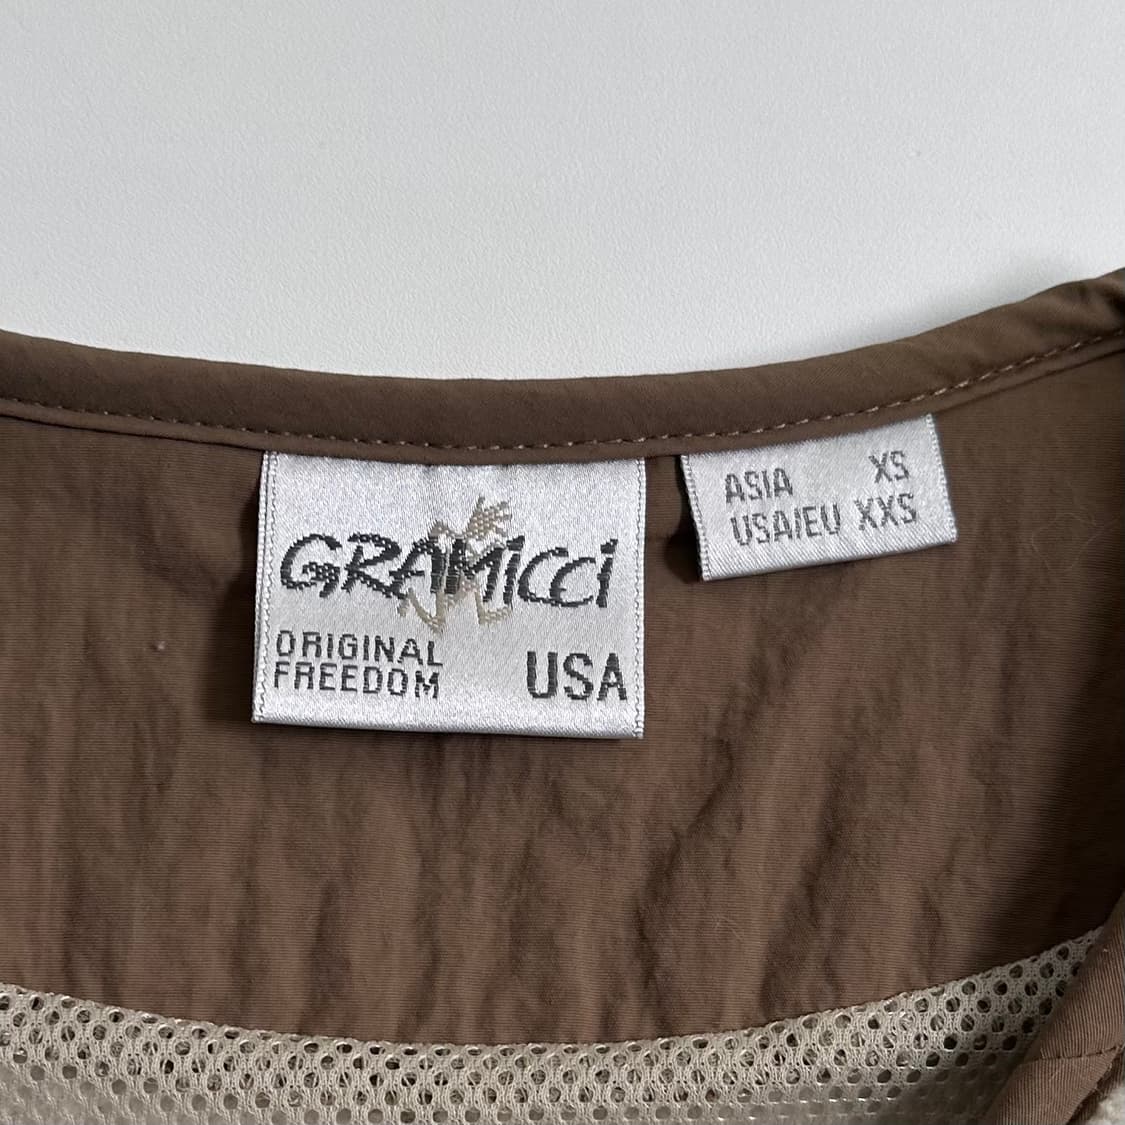 GRAMICCI
ORIGINAL
FREEDOM
USA
ASIA XS
USA/EU XXS